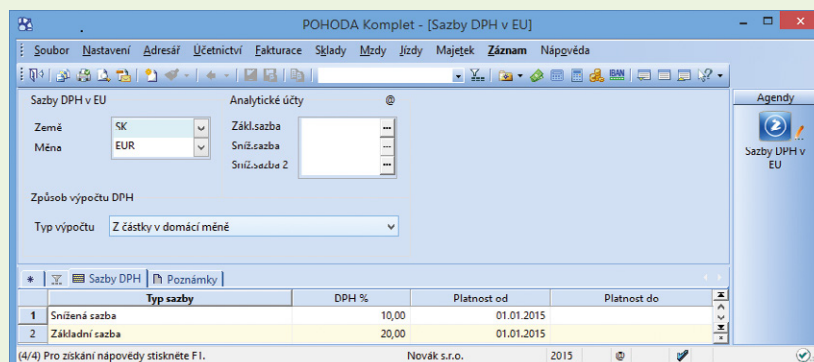 POHODA Komplet - [Sazby DPH v EU]
Soubor Nastavení Adresář Účetnictví Fakturace Sklady Mzdy Jízdy Majetek Záznam Nápověda
IBAN
Sazby DPH v EU Analytické účty @
Země SK Zákl.sazba ...
Měna EUR Sníž.sazba ...
Sníž.sazba 2 ...
Způsob výpočtu DPH
Typ výpočtu Z částky v domácí měně
Agendy
2
Sazby DPH v
EU
* Sazby DPH Poznámky
Typ sazby DPH % Platnost od Platnost do
1 Snížená sazba 10,00 01.01.2015
2 Základní sazba 20,00 01.01.2015
(4/4) Pro získání nápovědy stiskněte F1. Novák s.r.o. 2015 @